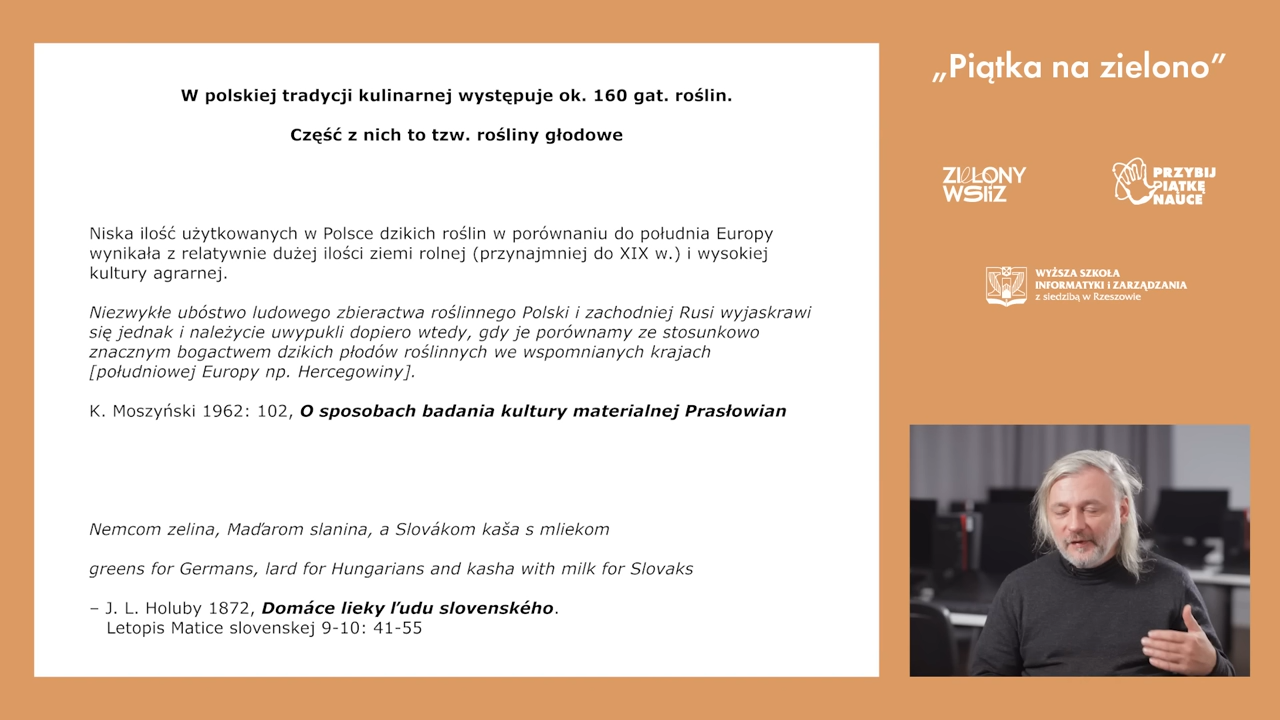 W polskiej tradycji kulinarnej występuje ok. 160 gat. roślin.
Część z nich to tzw. rośliny głodowe
Niska ilość użytkowanych w Polsce dzikich roślin w porównaniu do południa Europy
wynikała z relatywnie dużej ilości ziemi rolnej (przynajmniej do XIX w.) i wysokiej
kultury agrarnej.
Niezwykłe ubóstwo ludowego zbieractwa roślinnego Polski i zachodniej Rusi wyjaskrawi
się jednak i należycie uwypukli dopiero wtedy, gdy je porównamy ze stosunkowo
znacznym bogactwem dzikich płodów roślinnych we wspomnianych krajach
[południowej Europy np. Hercegowiny].
K. Moszyński 1962: 102, O sposobach badania kultury materialnej Prasłowian
Nemcom zelina, Maďarom slanina, a Slovákom kaša s mliekom
greens for Germans, lard for Hungarians and kasha with milk for Slovaks
– J. L. Holuby 1872, Domáce lieky ľudu slovenského.
Letopis Matice slovenskej 9-10: 41-55
„Piątka na zielono”
ZIELONY
WSIiZ
PRZYBIJ
PIĄTKĘ
NAUCE
WYŻSZA SZKOŁA
INFORMATYKI i ZARZĄDZANIA
z siedzibą w Rzeszowie